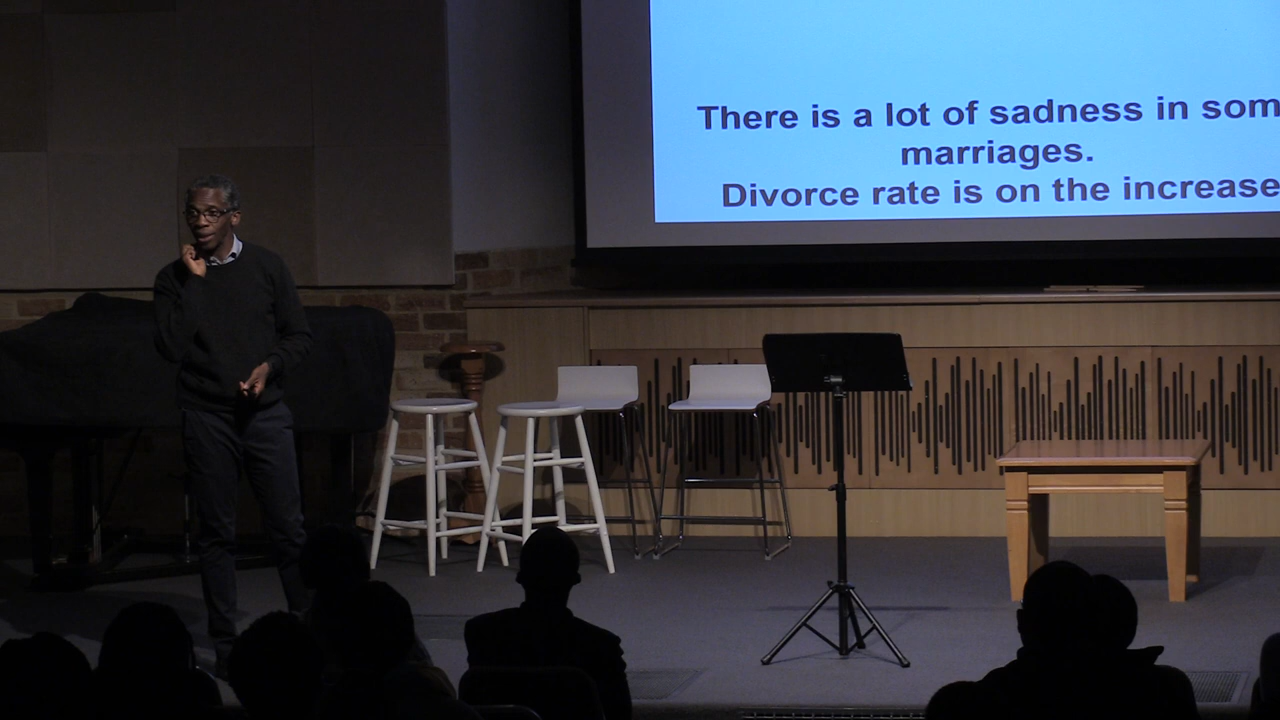 There is a lot of sadness in som
marriages.
Divorce rate is on the increase